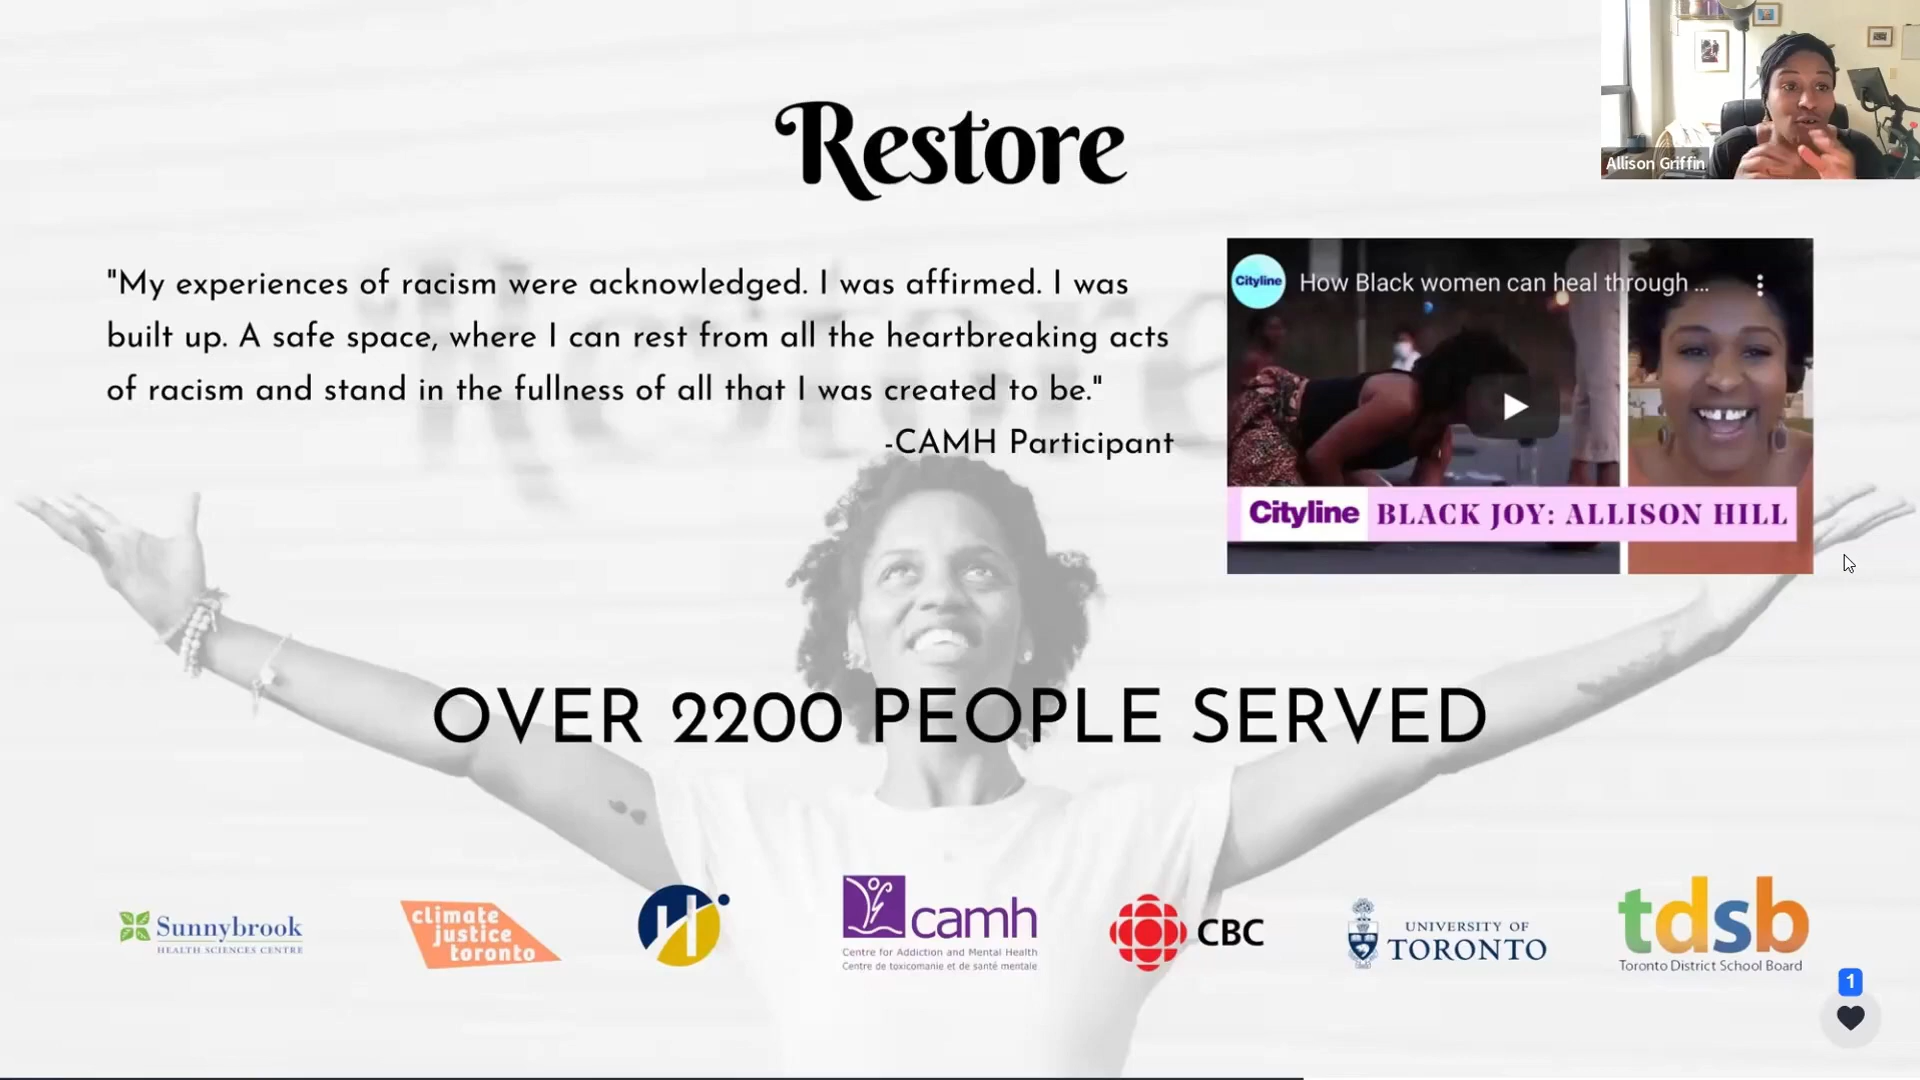 Restore
Allison Griffin
"My experiences of racism were acknowledged. I was affirmed. I was
built up. A safe space, where I can rest from all the heartbreaking acts
of racism and stand in the fullness of all that I was created to be."
-CAMH Participant
Cityline
How Black women can heal through ...
Cityline BLACK JOY: ALLISON HILL
OVER 2200 PEOPLE SERVED
Sunnybrook
HEALTH SCIENCES CENTRE
climate
justice
toronto
H
camh
Centre for Addiction and Mental Health
Centre de toxicomanie et de santé mentale
CBC
UNIVERSITY OF
TORONTO
tdsb
Toronto District School Board
1